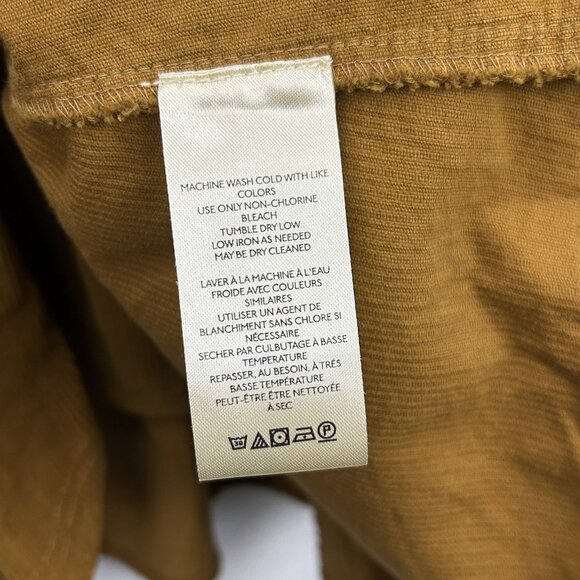 MACHINE WASH COLD WITH LIKE
COLORS
USE ONLY NON-CHLORINE
BLEACH
TUMBLE DRY LOW
LOW IRON AS NEEDED
MAY BE DRY CLEANED
LAVER À LA MACHINE À L'EAU
FROIDE AVEC COULEURS
SIMILAIRES
UTILISER UN AGENT DE
BLANCHIMENT SANS CHLORE SI
NÉCESSAIRE
SECHER PAR CULBUTAGE À BASSE
TEMPERATURE
REPASSER, AU BESOIN, À TRÉS
BASSE TEMPÉRATURE
PEUT-ÊTRE ÊTRE NETTOYÉE
À SEC
30 P